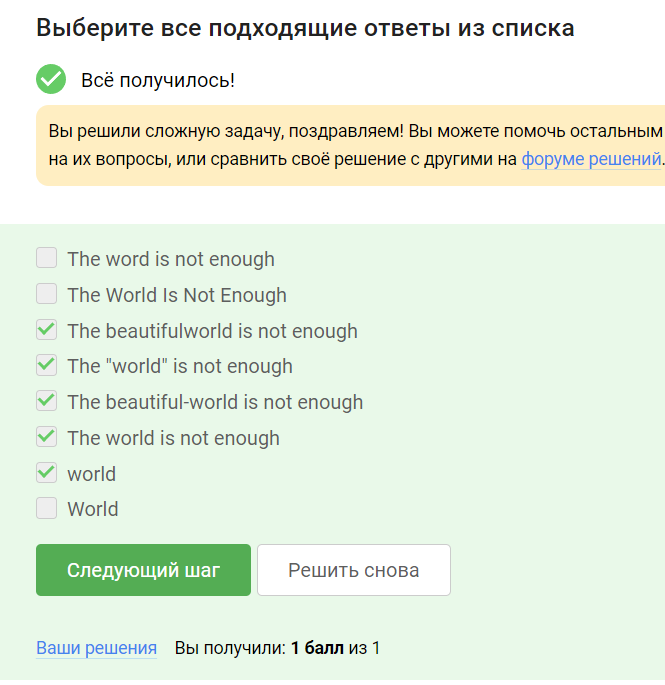 Выберите все подходящие ответы из списка
Всё получилось!
Вы решили сложную задачу, поздравляем! Вы можете помочь остальным
на их вопросы, или сравнить своё решение с другими на форуме решений.
The word is not enough
The World Is Not Enough
The beautifulworld is not enough
The "world" is not enough
The beautiful-world is not enough
The world is not enough
world
World
Следующий шаг
Решить снова
Ваши решения Вы получили: 1 балл из 1